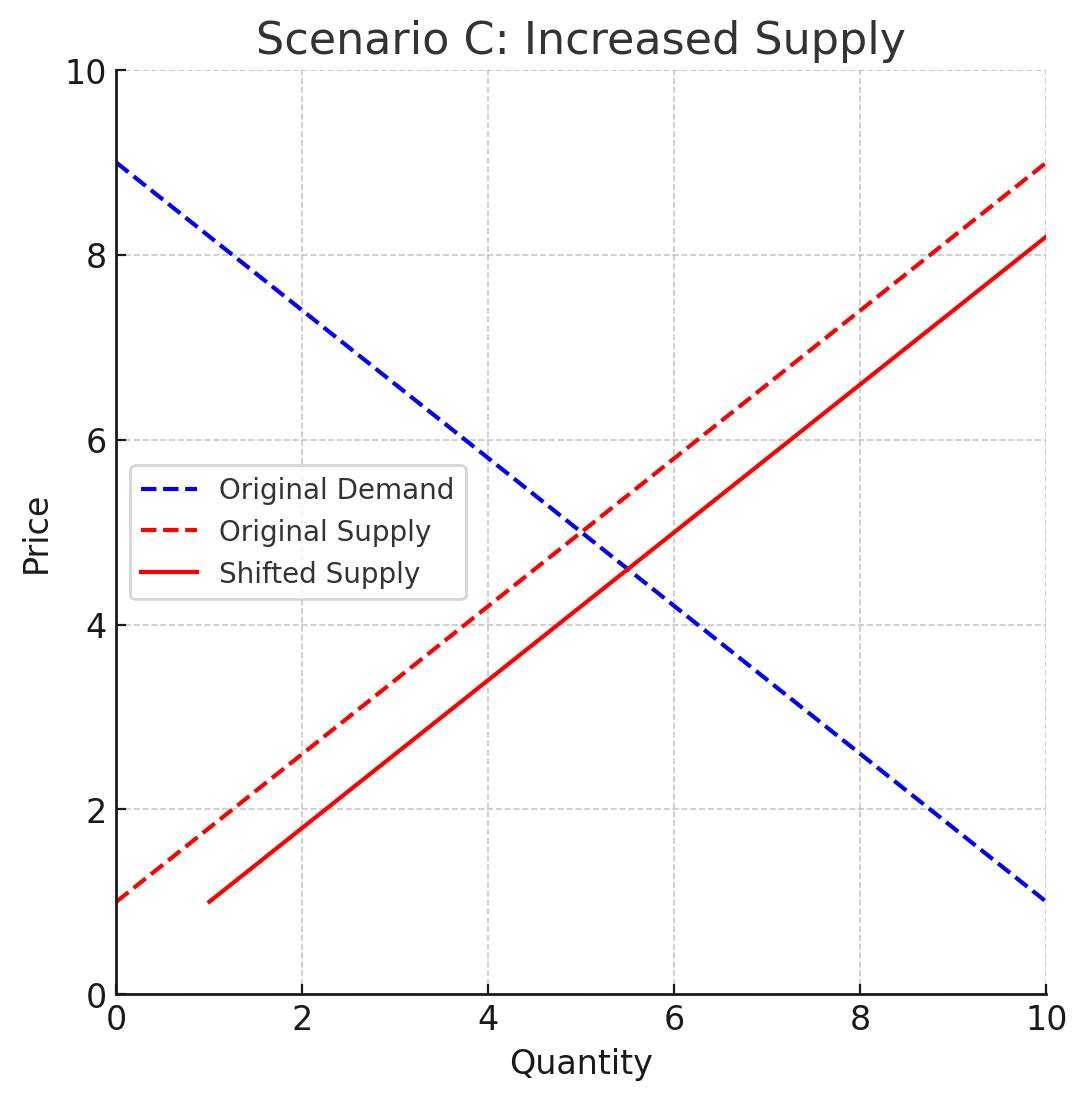 Scenario C: Increased Supply
10
8
6
4
2
0
Price
Original Demand
Original Supply
Shifted Supply
0 2 4 6 8 10
Quantity